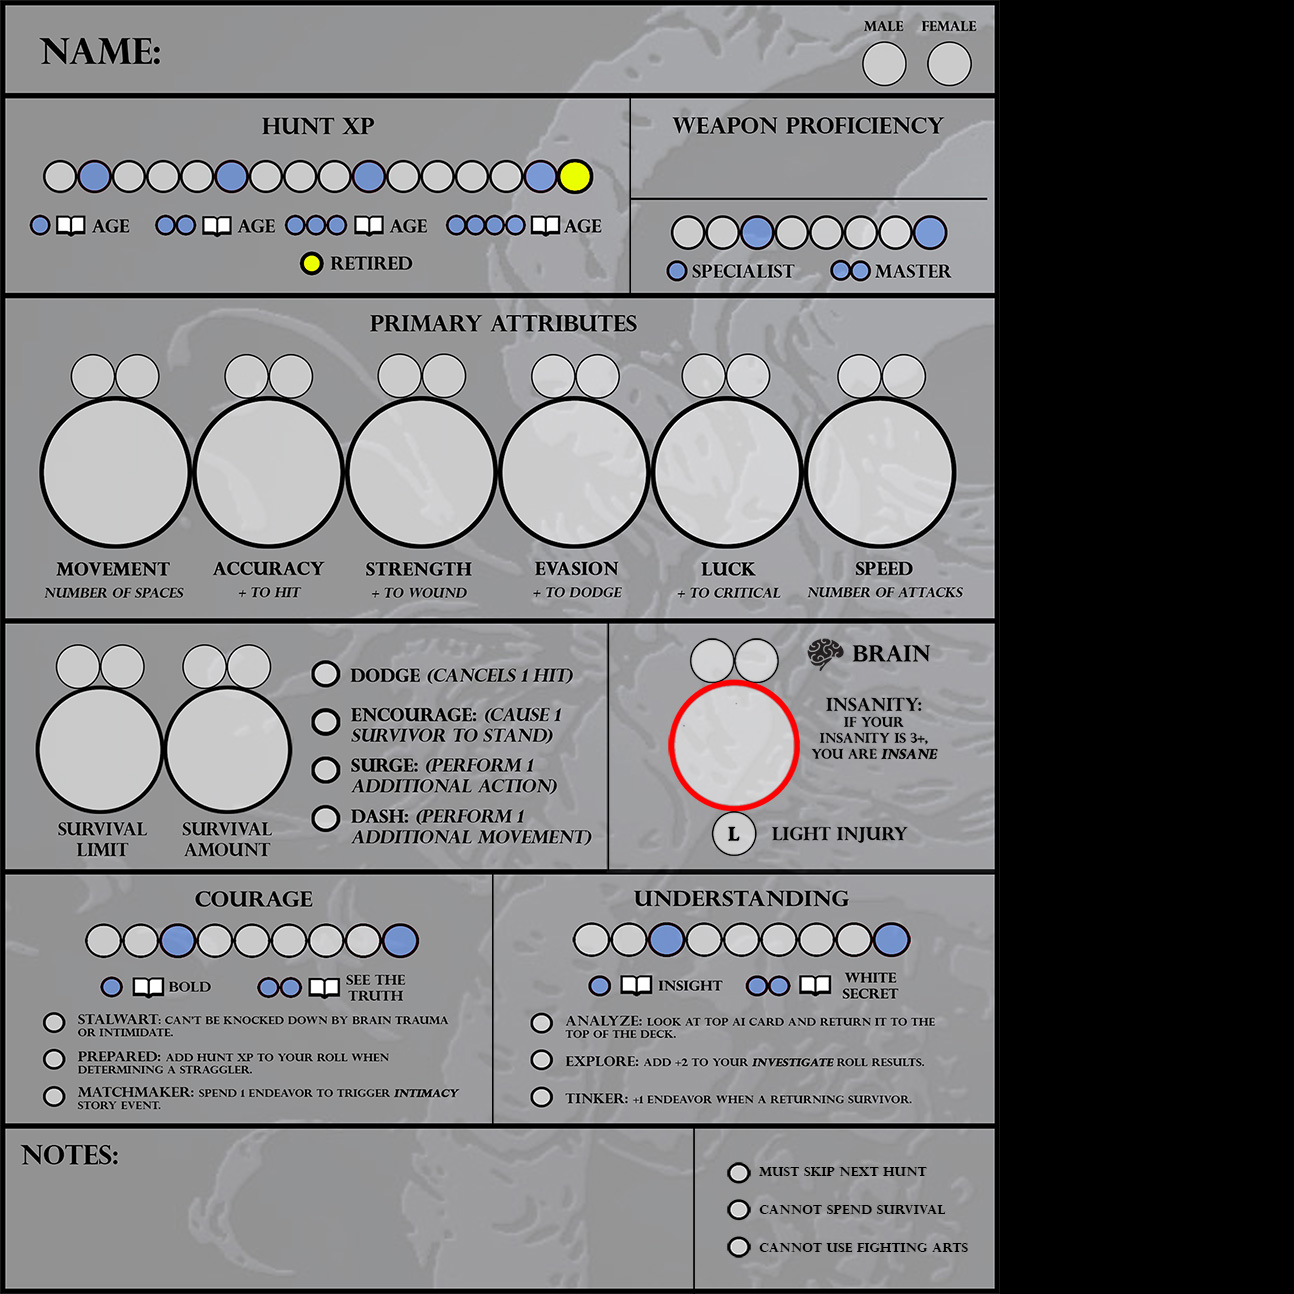 NAME:
MALE FEMALE
HUNT XP
AGE AGE AGE AGE
RETIRED
WEAPON PROFICIENCY
SPECIALIST MASTER
PRIMARY ATTRIBUTES
MOVEMENT ACCURACY STRENGTH EVASION LUCK SPEED
NUMBER OF SPACES + TO HIT + TO WOUND + TO DODGE + TO CRITICAL NUMBER OF ATTACKS
SURVIVAL
LIMIT
SURVIVAL
AMOUNT
DODGE (CANCELS 1 HIT)
ENCOURAGE: (CAUSE 1
SURVIVOR TO STAND)
SURGE: (PERFORM 1
ADDITIONAL ACTION)
DASH: (PERFORM 1
ADDITIONAL MOVEMENT)
BRAIN
INSANITY:
IF YOUR
INSANITY IS 3+,
YOU ARE INSANE
L LIGHT INJURY
COURAGE
BOLD
SEE THE
TRUTH
STALWART: CAN'T BE KNOCKED DOWN BY BRAIN TRAUMA
OR INTIMIDATE.
PREPARED: ADD HUNT XP TO YOUR ROLL WHEN
DETERMINING A STRAGGLER.
MATCHMAKER: SPEND 1 ENDEAVOR TO TRIGGER INTIMACY
STORY EVENT.
UNDERSTANDING
INSIGHT
WHITE
SECRET
ANALYZE: LOOK AT TOP AI CARD AND RETURN IT TO THE
TOP OF THE DECK.
EXPLORE: ADD +2 TO YOUR INVESTIGATE ROLL RESULTS.
TINKER: +1 ENDEAVOR WHEN A RETURNING SURVIVOR.
NOTES:
MUST SKIP NEXT HUNT
CANNOT SPEND SURVIVAL
CANNOT USE FIGHTING ARTS